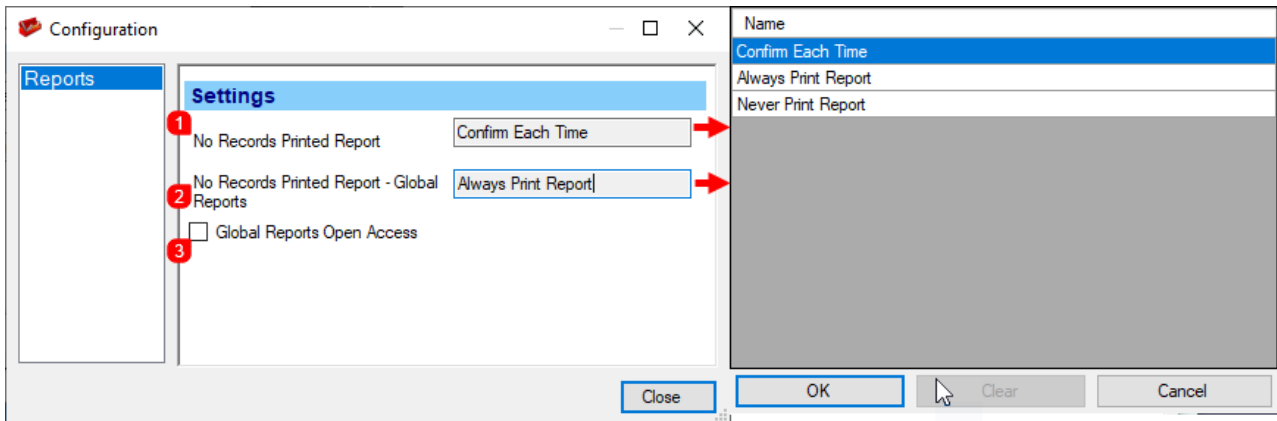 Configuration
Reports
Settings
1
No Records Printed Report
Confirm Each Time
2
No Records Printed Report - Global
Reports
Always Print Report
3
Global Reports Open Access
Close
Name
Confirm Each Time
Always Print Report
Never Print Report
OK
Clear
Cancel